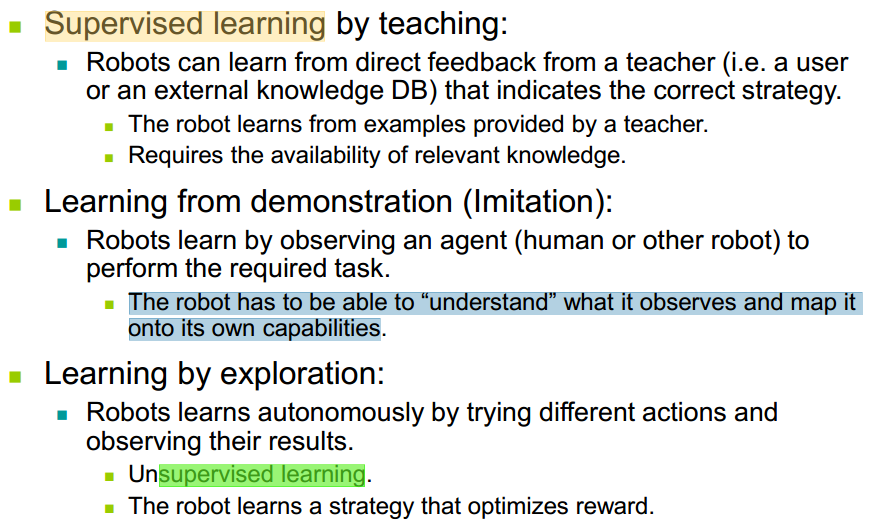 Supervised learning by teaching:
Robots can learn from direct feedback from a teacher (i.e. a user
or an external knowledge DB) that indicates the correct strategy.
The robot learns from examples provided by a teacher.
Requires the availability of relevant knowledge.
Learning from demonstration (Imitation):
Robots learn by observing an agent (human or other robot) to
perform the required task.
The robot has to be able to “understand” what it observes and map it
onto its own capabilities.
Learning by exploration:
Robots learns autonomously by trying different actions and
observing their results.
Unsupervised learning.
The robot learns a strategy that optimizes reward.